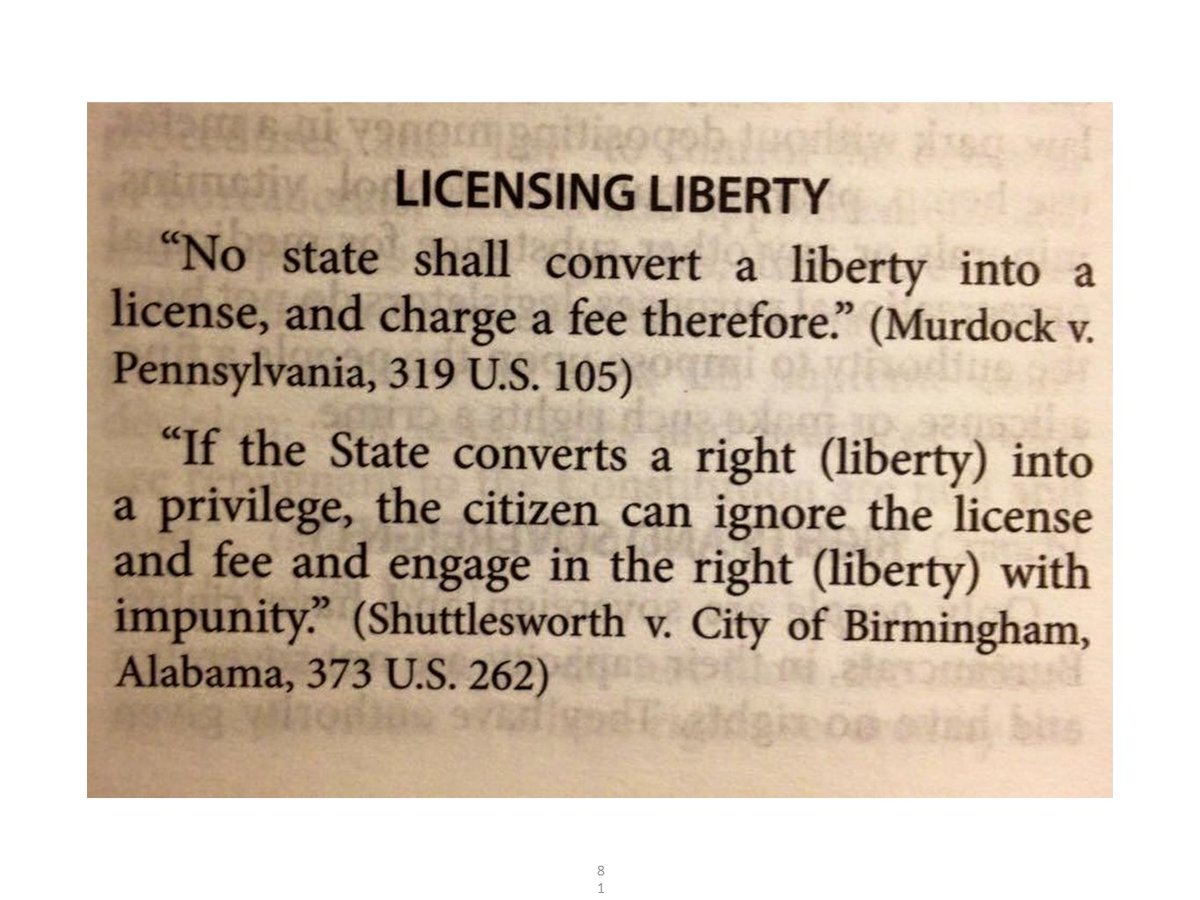 LICENSING LIBERTY
“No state shall convert a liberty into a
license, and charge a fee therefore.” (Murdock v.
Pennsylvania, 319 U.S. 105)
“If the State converts a right (liberty) into
a privilege, the citizen can ignore the license
and fee and engage in the right (liberty) with
impunity.” (Shuttlesworth v. City of Birmingham,
Alabama, 373 U.S. 262)
8
1